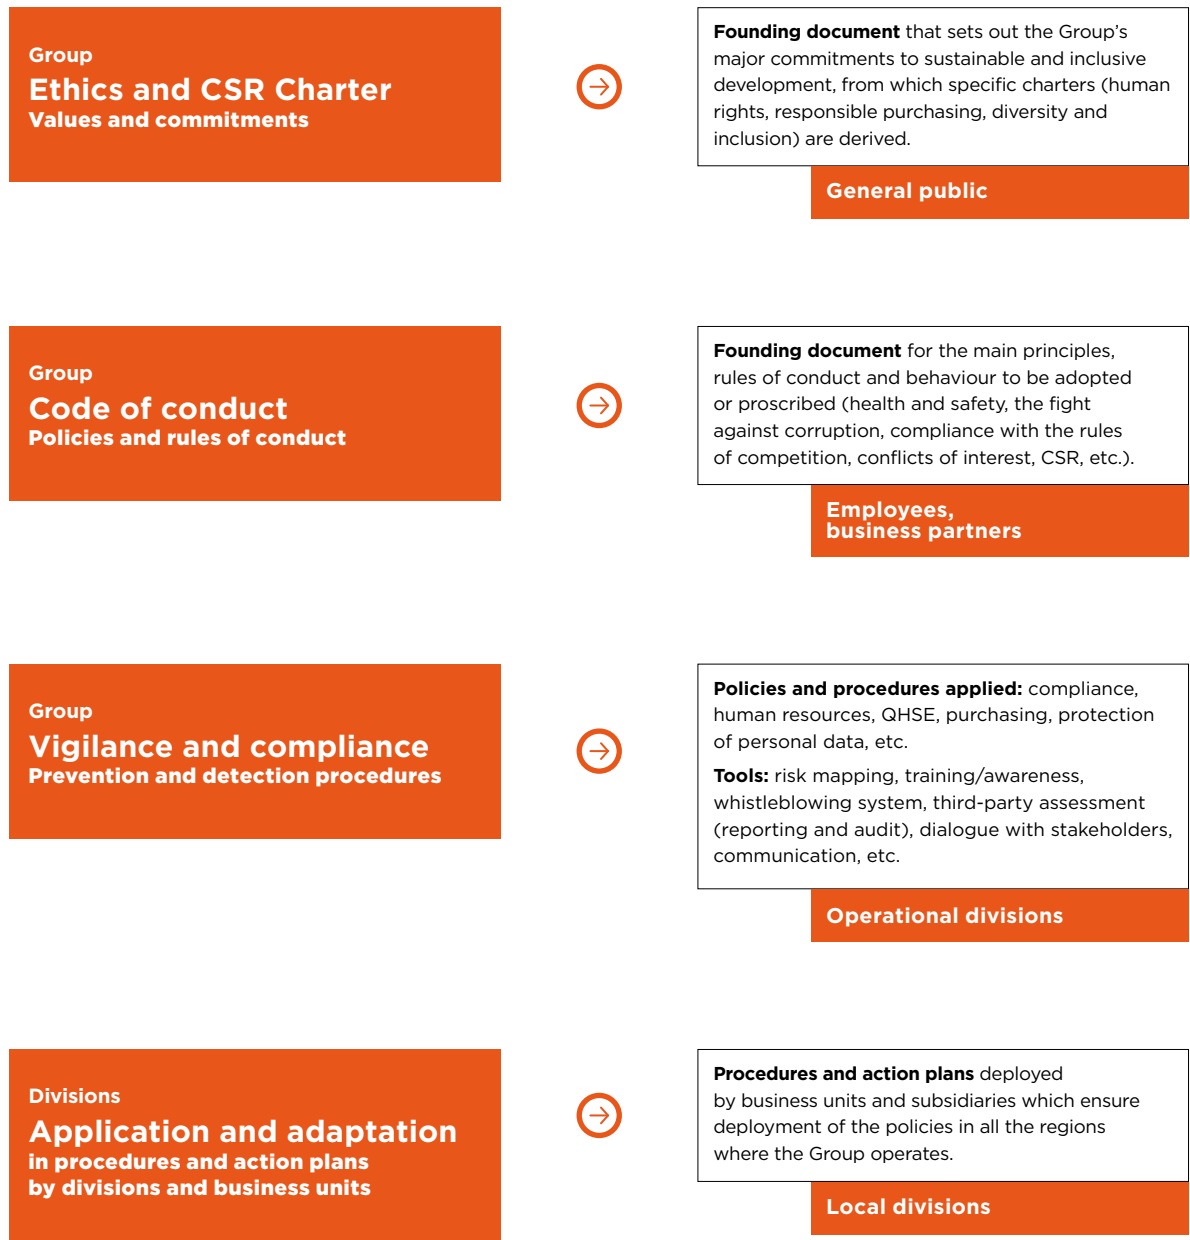 Group
Ethics and CSR Charter
Values and commitments
Founding document that sets out the Group's
major commitments to sustainable and inclusive
development, from which specific charters (human
rights, responsible purchasing, diversity and
inclusion) are derived.
General public
Group
Code of conduct
Policies and rules of conduct
Founding document for the main principles,
rules of conduct and behaviour to be adopted
or proscribed (health and safety, the fight
against corruption, compliance with the rules
of competition, conflicts of interest, CSR, etc.).
Employees,
business partners
Group
Vigilance and compliance
Prevention and detection procedures
Policies and procedures applied: compliance,
human resources, QHSE, purchasing, protection
of personal data, etc.
Tools: risk mapping, training/awareness,
whistleblowing system, third-party assessment
(reporting and audit), dialogue with stakeholders,
communication, etc.
Operational divisions
Divisions
Application and adaptation
in procedures and action plans
by divisions and business units
Procedures and action plans deployed
by business units and subsidiaries which ensure
deployment of the policies in all the regions
where the Group operates.
Local divisions